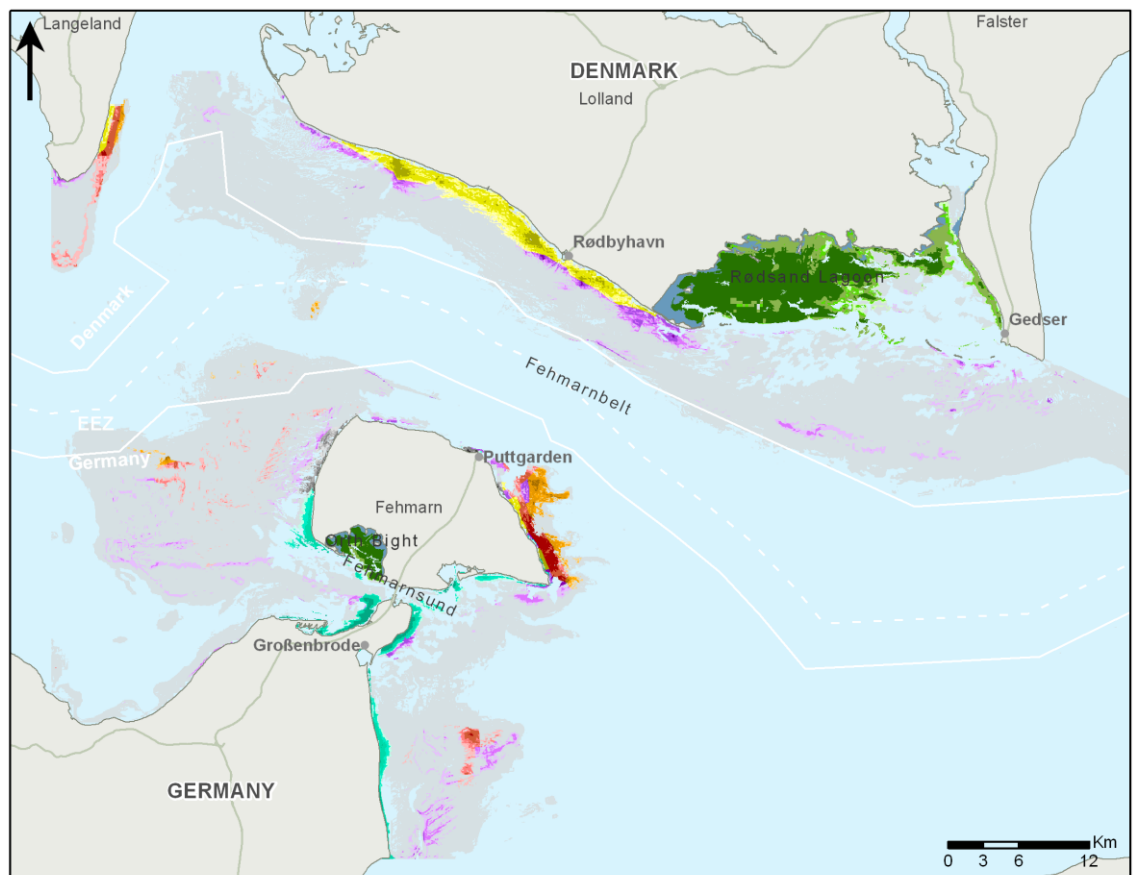 Langeland
Falster
DENMARK
Lolland
Rødbyhavn
Rødsand Lagoon
Gedser
Denmark
Fehmarnbelt
EEZ
Germany
Puttgarden
Fehmarn
Orth Bight
Fehmarnsund
Großenbrode
GERMANY
Km
0 3 6 12